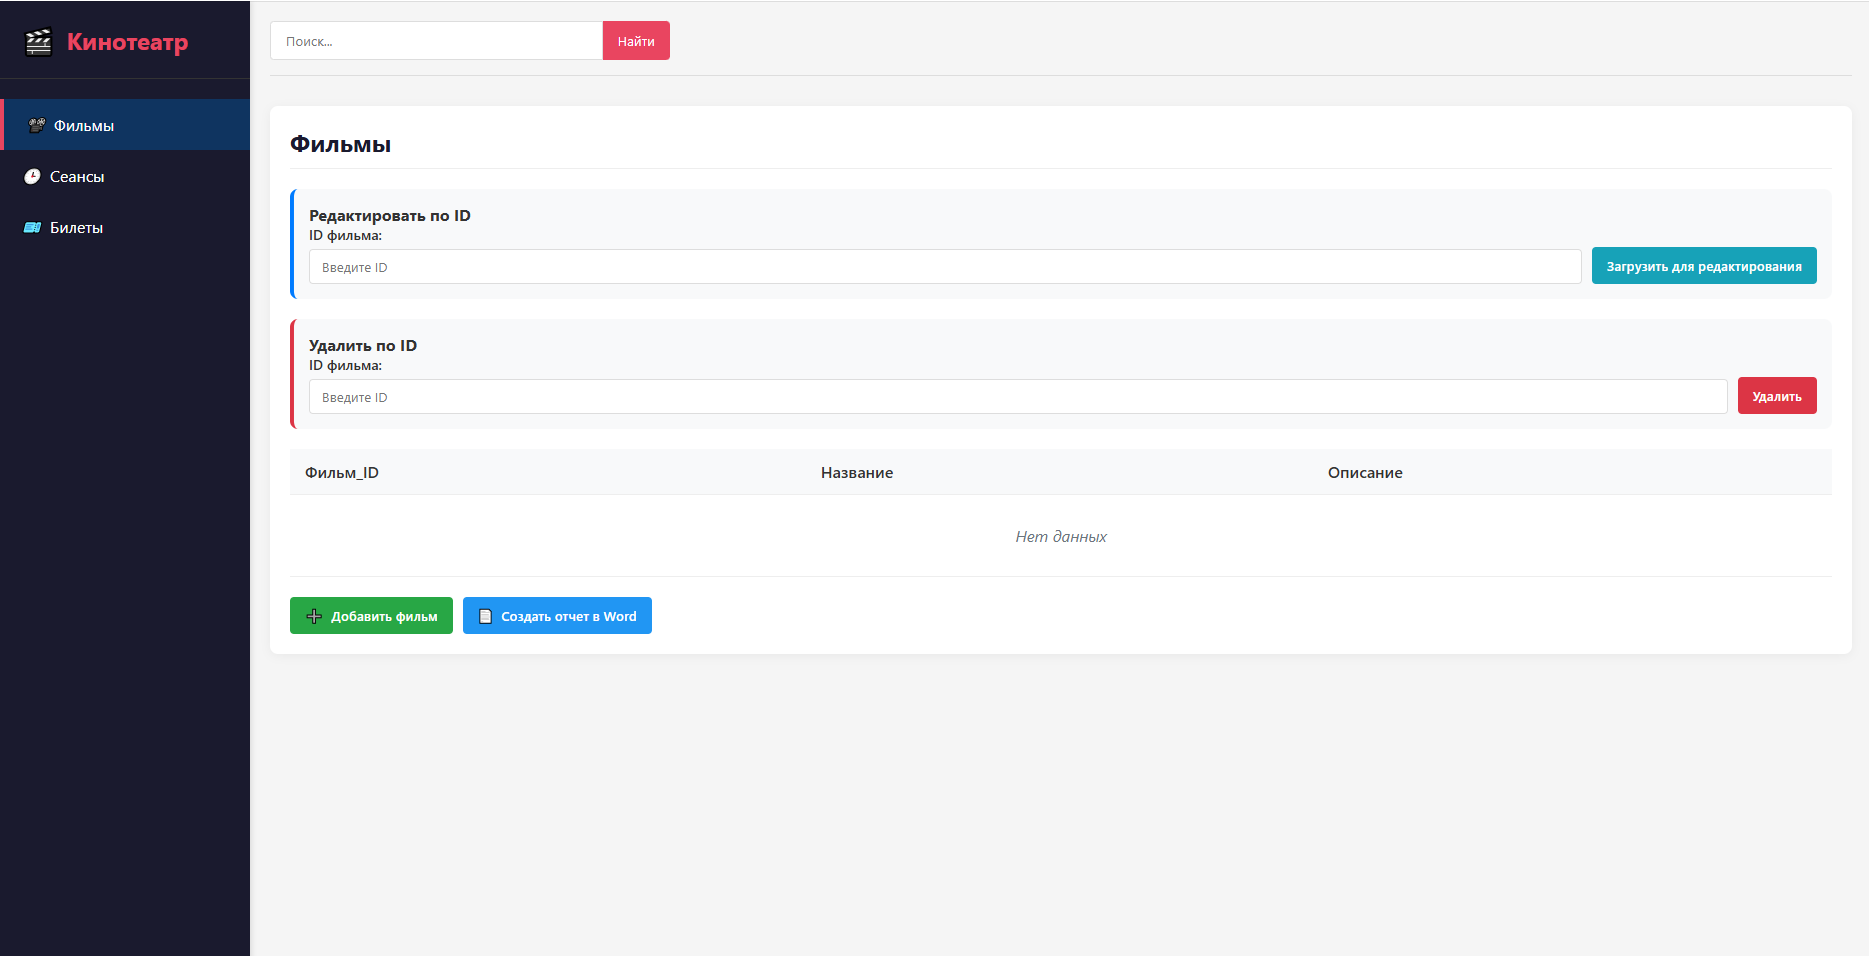 Кинотеатр
Поиск...
Найти
Фильмы
Сеансы
Билеты
Фильмы
Редактировать по ID
ID фильма:
Введите ID
Загрузить для редактирования
Удалить по ID
ID фильма:
Введите ID
Удалить
Фильм_ID Название Описание
Нет данных
Добавить фильм
Создать отчет в Word